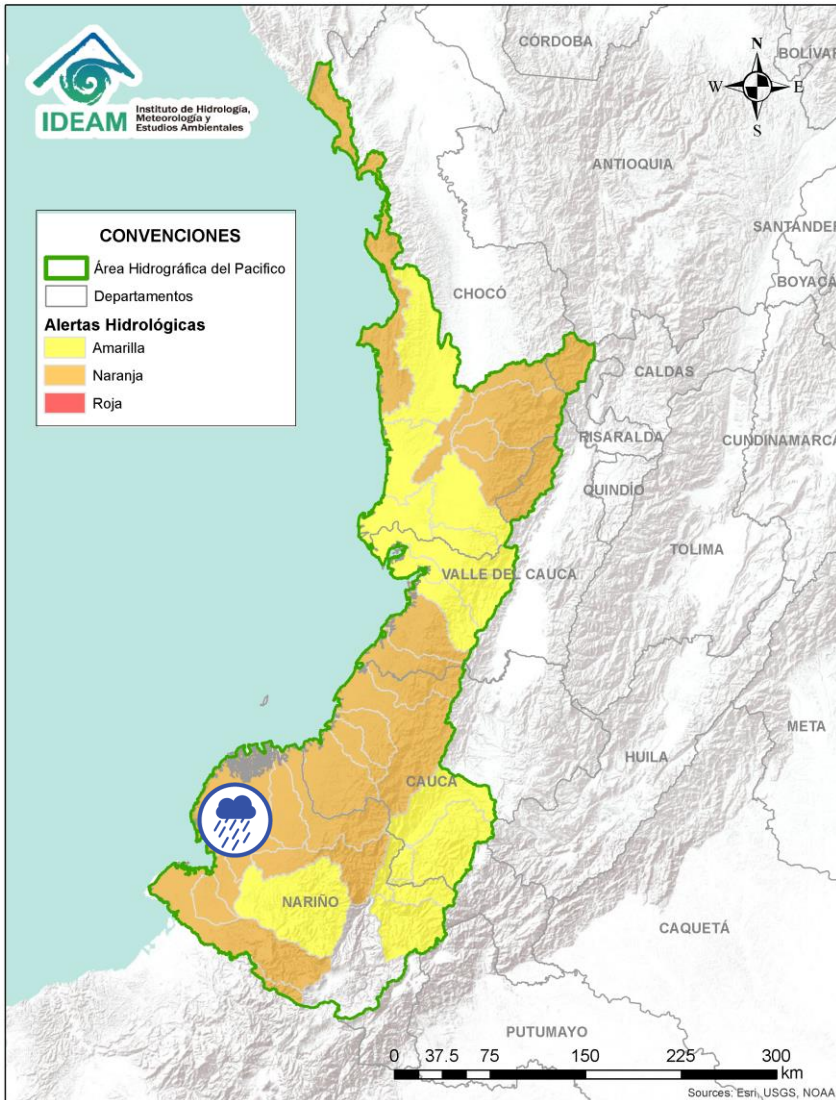 IDEAM
Instituto de Hidrología,
Meteorología y
Estudios Ambientales
N
W
E
S
CÓRDOBA
BOLÍVAR
ANTIOQUIA
SANTANDER
BOYACÁ
CHOCÓ
CALDAS
RISARALDA
CUNDINAMARCA
QUINDÍO
TOLIMA
VALLE DEL CAUCA
META
HUILA
CAUCA
NARIÑO
CAQUETÁ
PUTUMAYO
CONVENCIONES
Área Hidrográfica del Pacifico
Departamentos
Alertas Hidrológicas
Amarilla
Naranja
Roja
0 37.5 75 150 225 300
km
Sources: Esri, USGS, NOAA